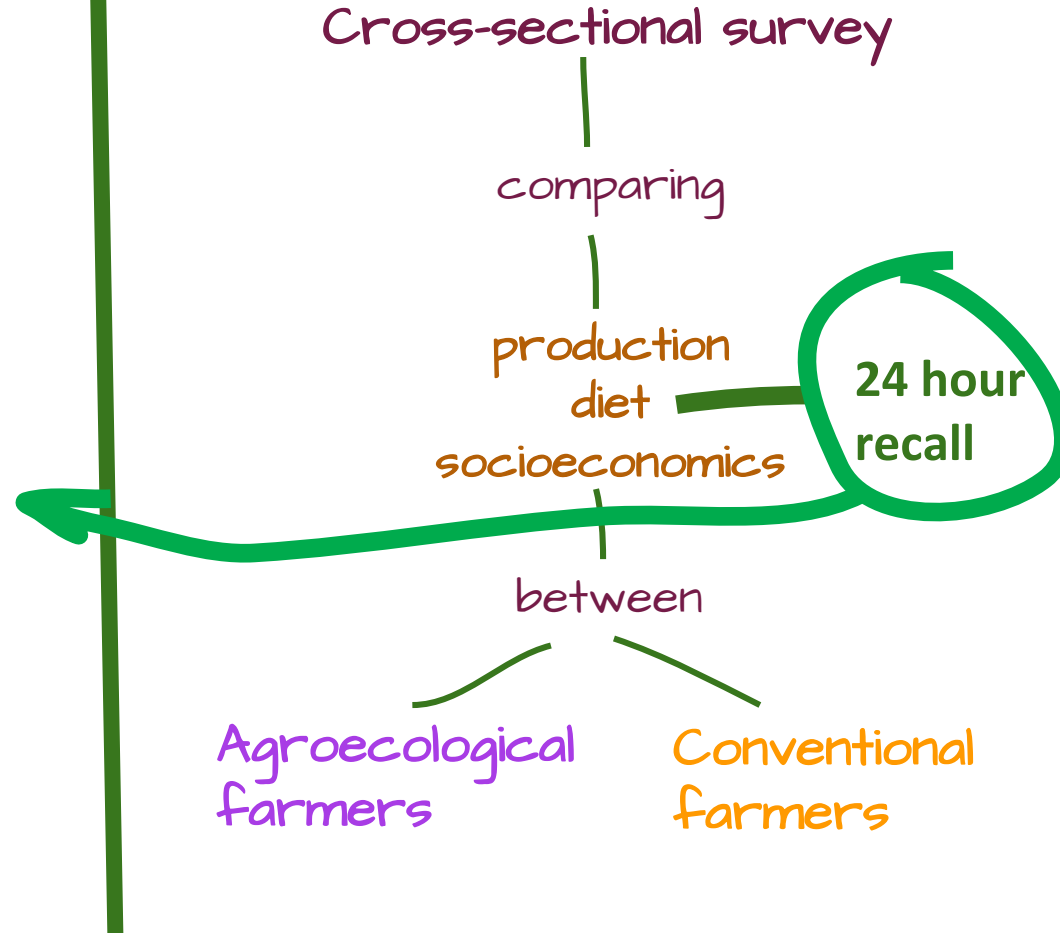 Cross-sectional survey
comparing
production
diet
socioeconomics
24 hour
recall
between
Agroecological
farmers
Conventional
farmers